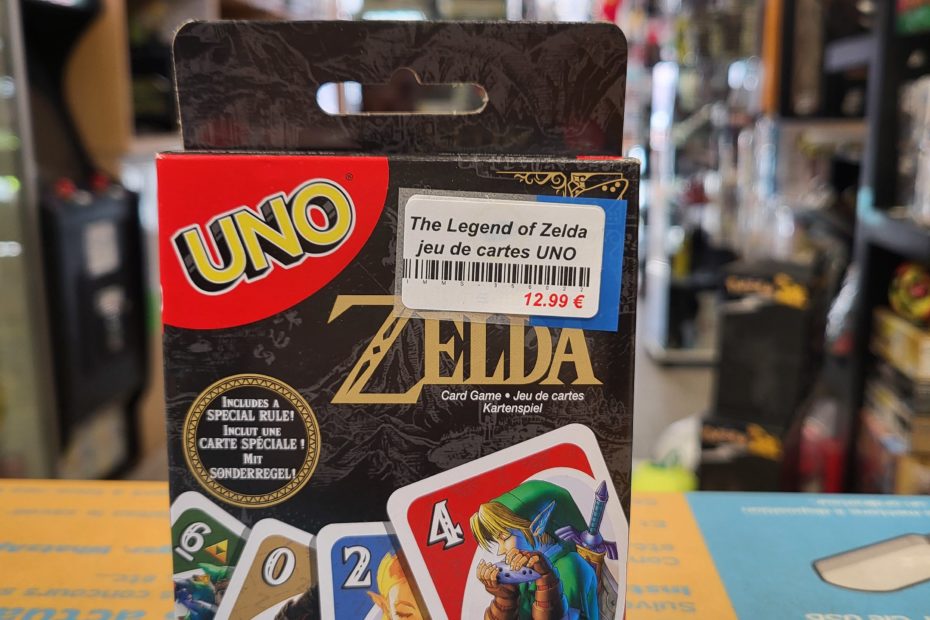 UNO
®
The Legend of Zelda
jeu de cartes UNO
12.99 €
ZELDA
Card Game • Jeu de cartes
Kartenspiel
INCLUDES A
SPECIAL RULE!
INCLUT UNE
CARTE SPÉCIALE !
MIT
SONDERREGEL!
6
0
2
4